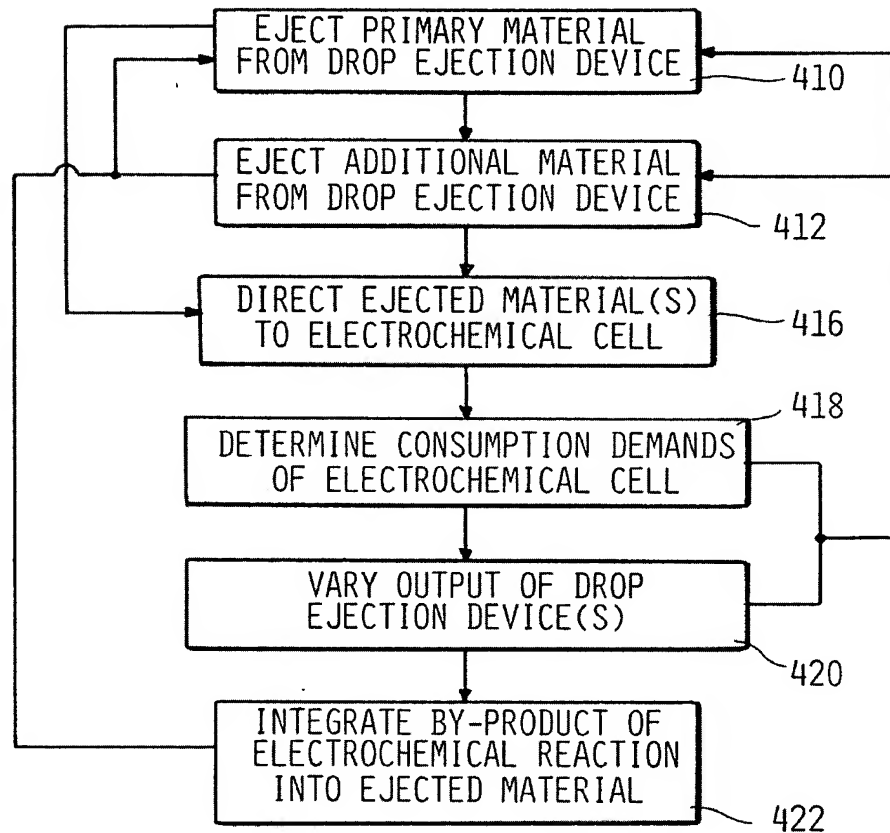 EJECT PRIMARY MATERIAL
FROM DROP EJECTION DEVICE
410
EJECT ADDITIONAL MATERIAL
FROM DROP EJECTION DEVICE
412
DIRECT EJECTED MATERIAL(S)
TO ELECTROCHEMICAL CELL
416
418
DETERMINE CONSUMPTION DEMANDS
OF ELECTROCHEMICAL CELL
VARY OUTPUT OF DROP
EJECTION DEVICE(S)
420
INTEGRATE BY-PRODUCT OF
ELECTROCHEMICAL REACTION
INTO EJECTED MATERIAL
422